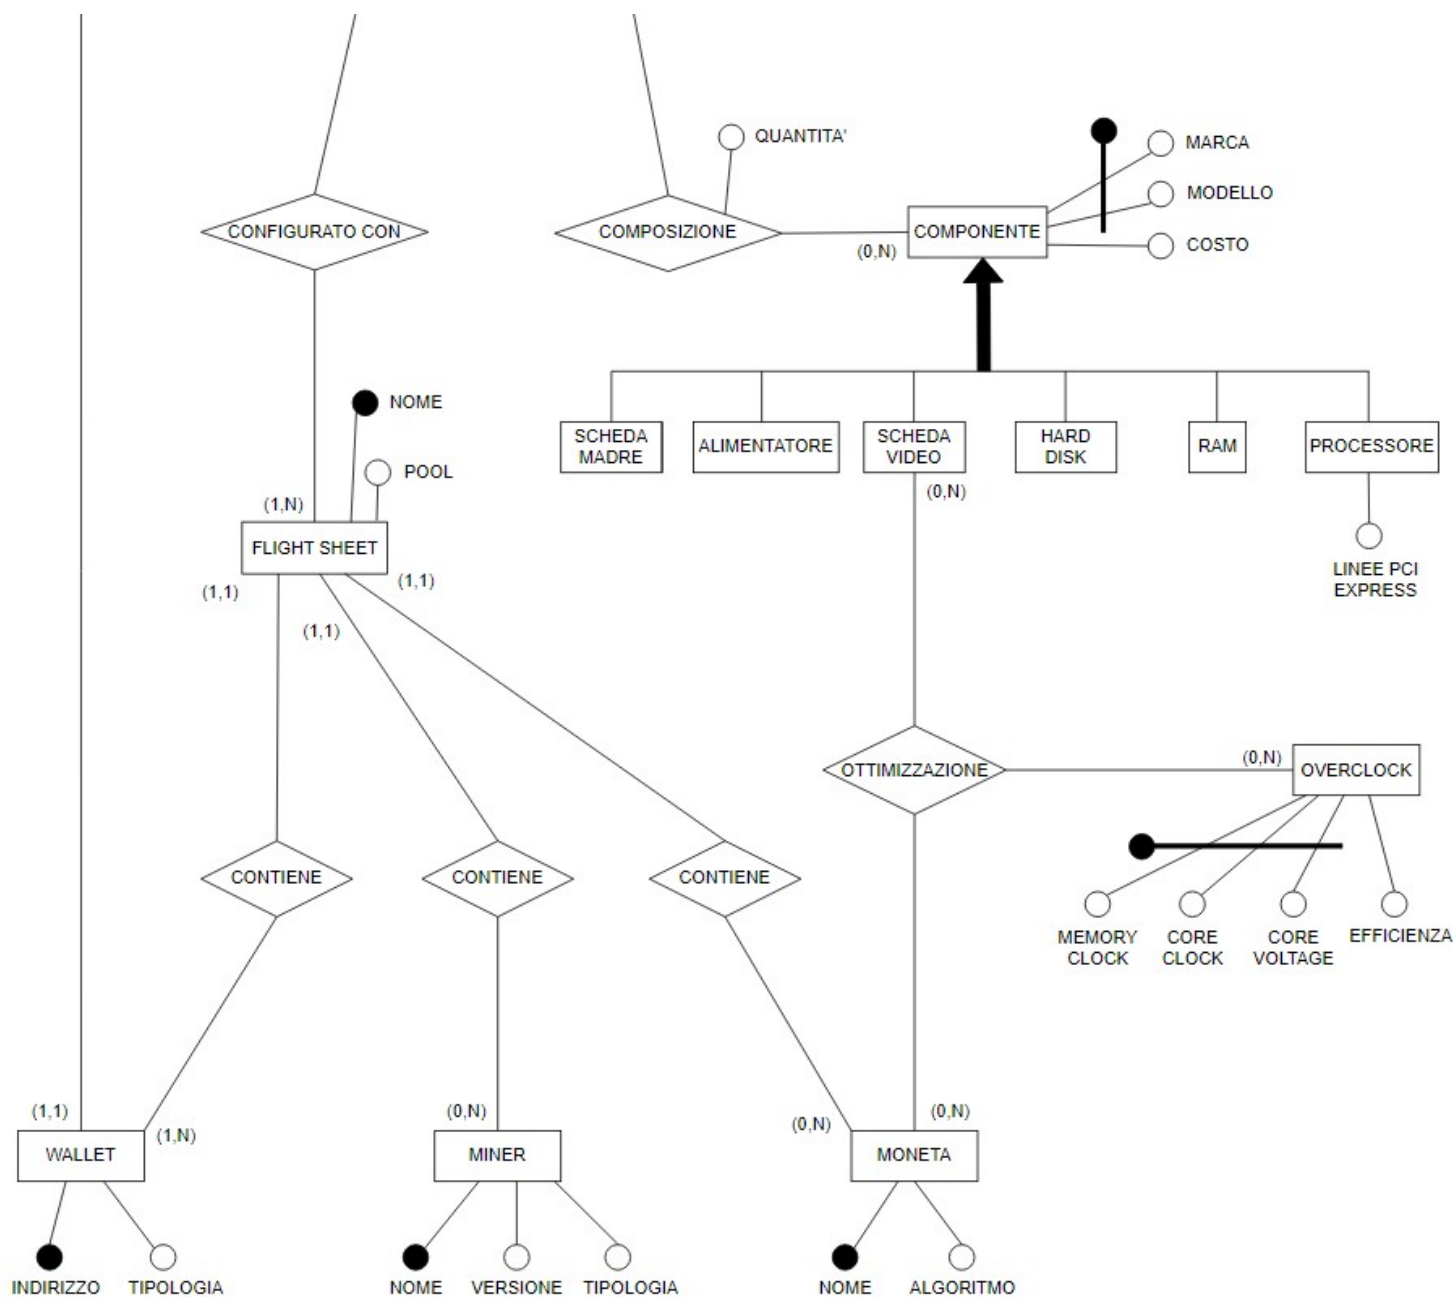 QUANTITA'
MARCA
MODELLO
COSTO
CONFIGURATO CON
COMPOSIZIONE
(0,N)
COMPONENTE
NOME
POOL
(1,N)
FLIGHT SHEET
(1,1)
(1,1)
(1,1)
SCHEDA
MADRE
ALIMENTATORE
SCHEDA
VIDEO
HARD
DISK
RAM
PROCESSORE
(0,N)
LINEE PCI
EXPRESS
OTTIMIZZAZIONE
(0,N)
OVERCLOCK
CONTIENE
CONTIENE
CONTIENE
MEMORY
CLOCK
CORE
CLOCK
CORE
VOLTAGE
EFFICIENZA
(1,1)
(1,N)
(0,N)
(0,N)
(0,N)
WALLET
MINER
MONETA
INDIRIZZO
TIPOLOGIA
NOME
VERSIONE
TIPOLOGIA
NOME
ALGORITMO